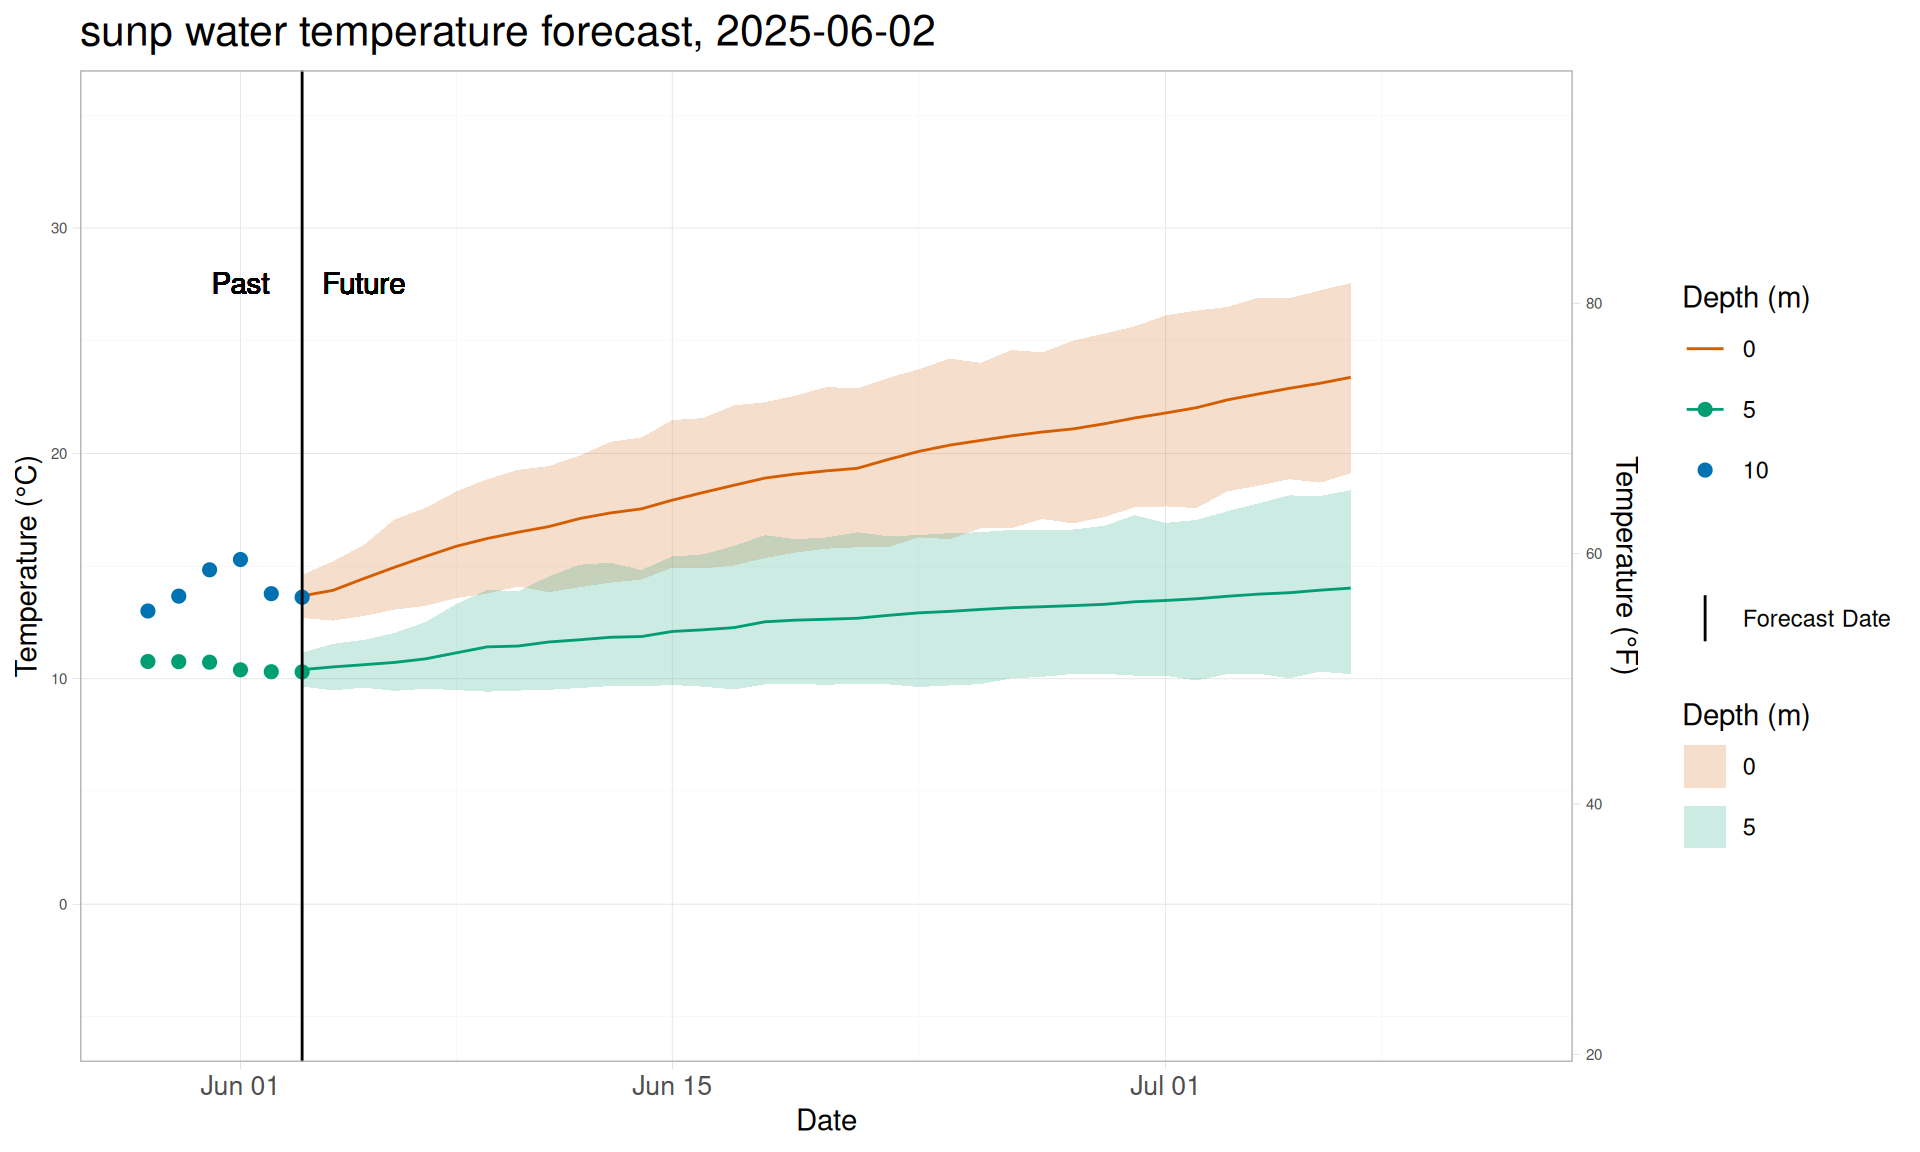 sunp water temperature forecast, 2025-06-02
Past
Future
30
20
10
0
Temperature (°C)
80
60
40
20
Temperature (°F)
Jun 01
Jun 15
Jul 01
Date
Depth (m)
0
5
10
Forecast Date
Depth (m)
0
5